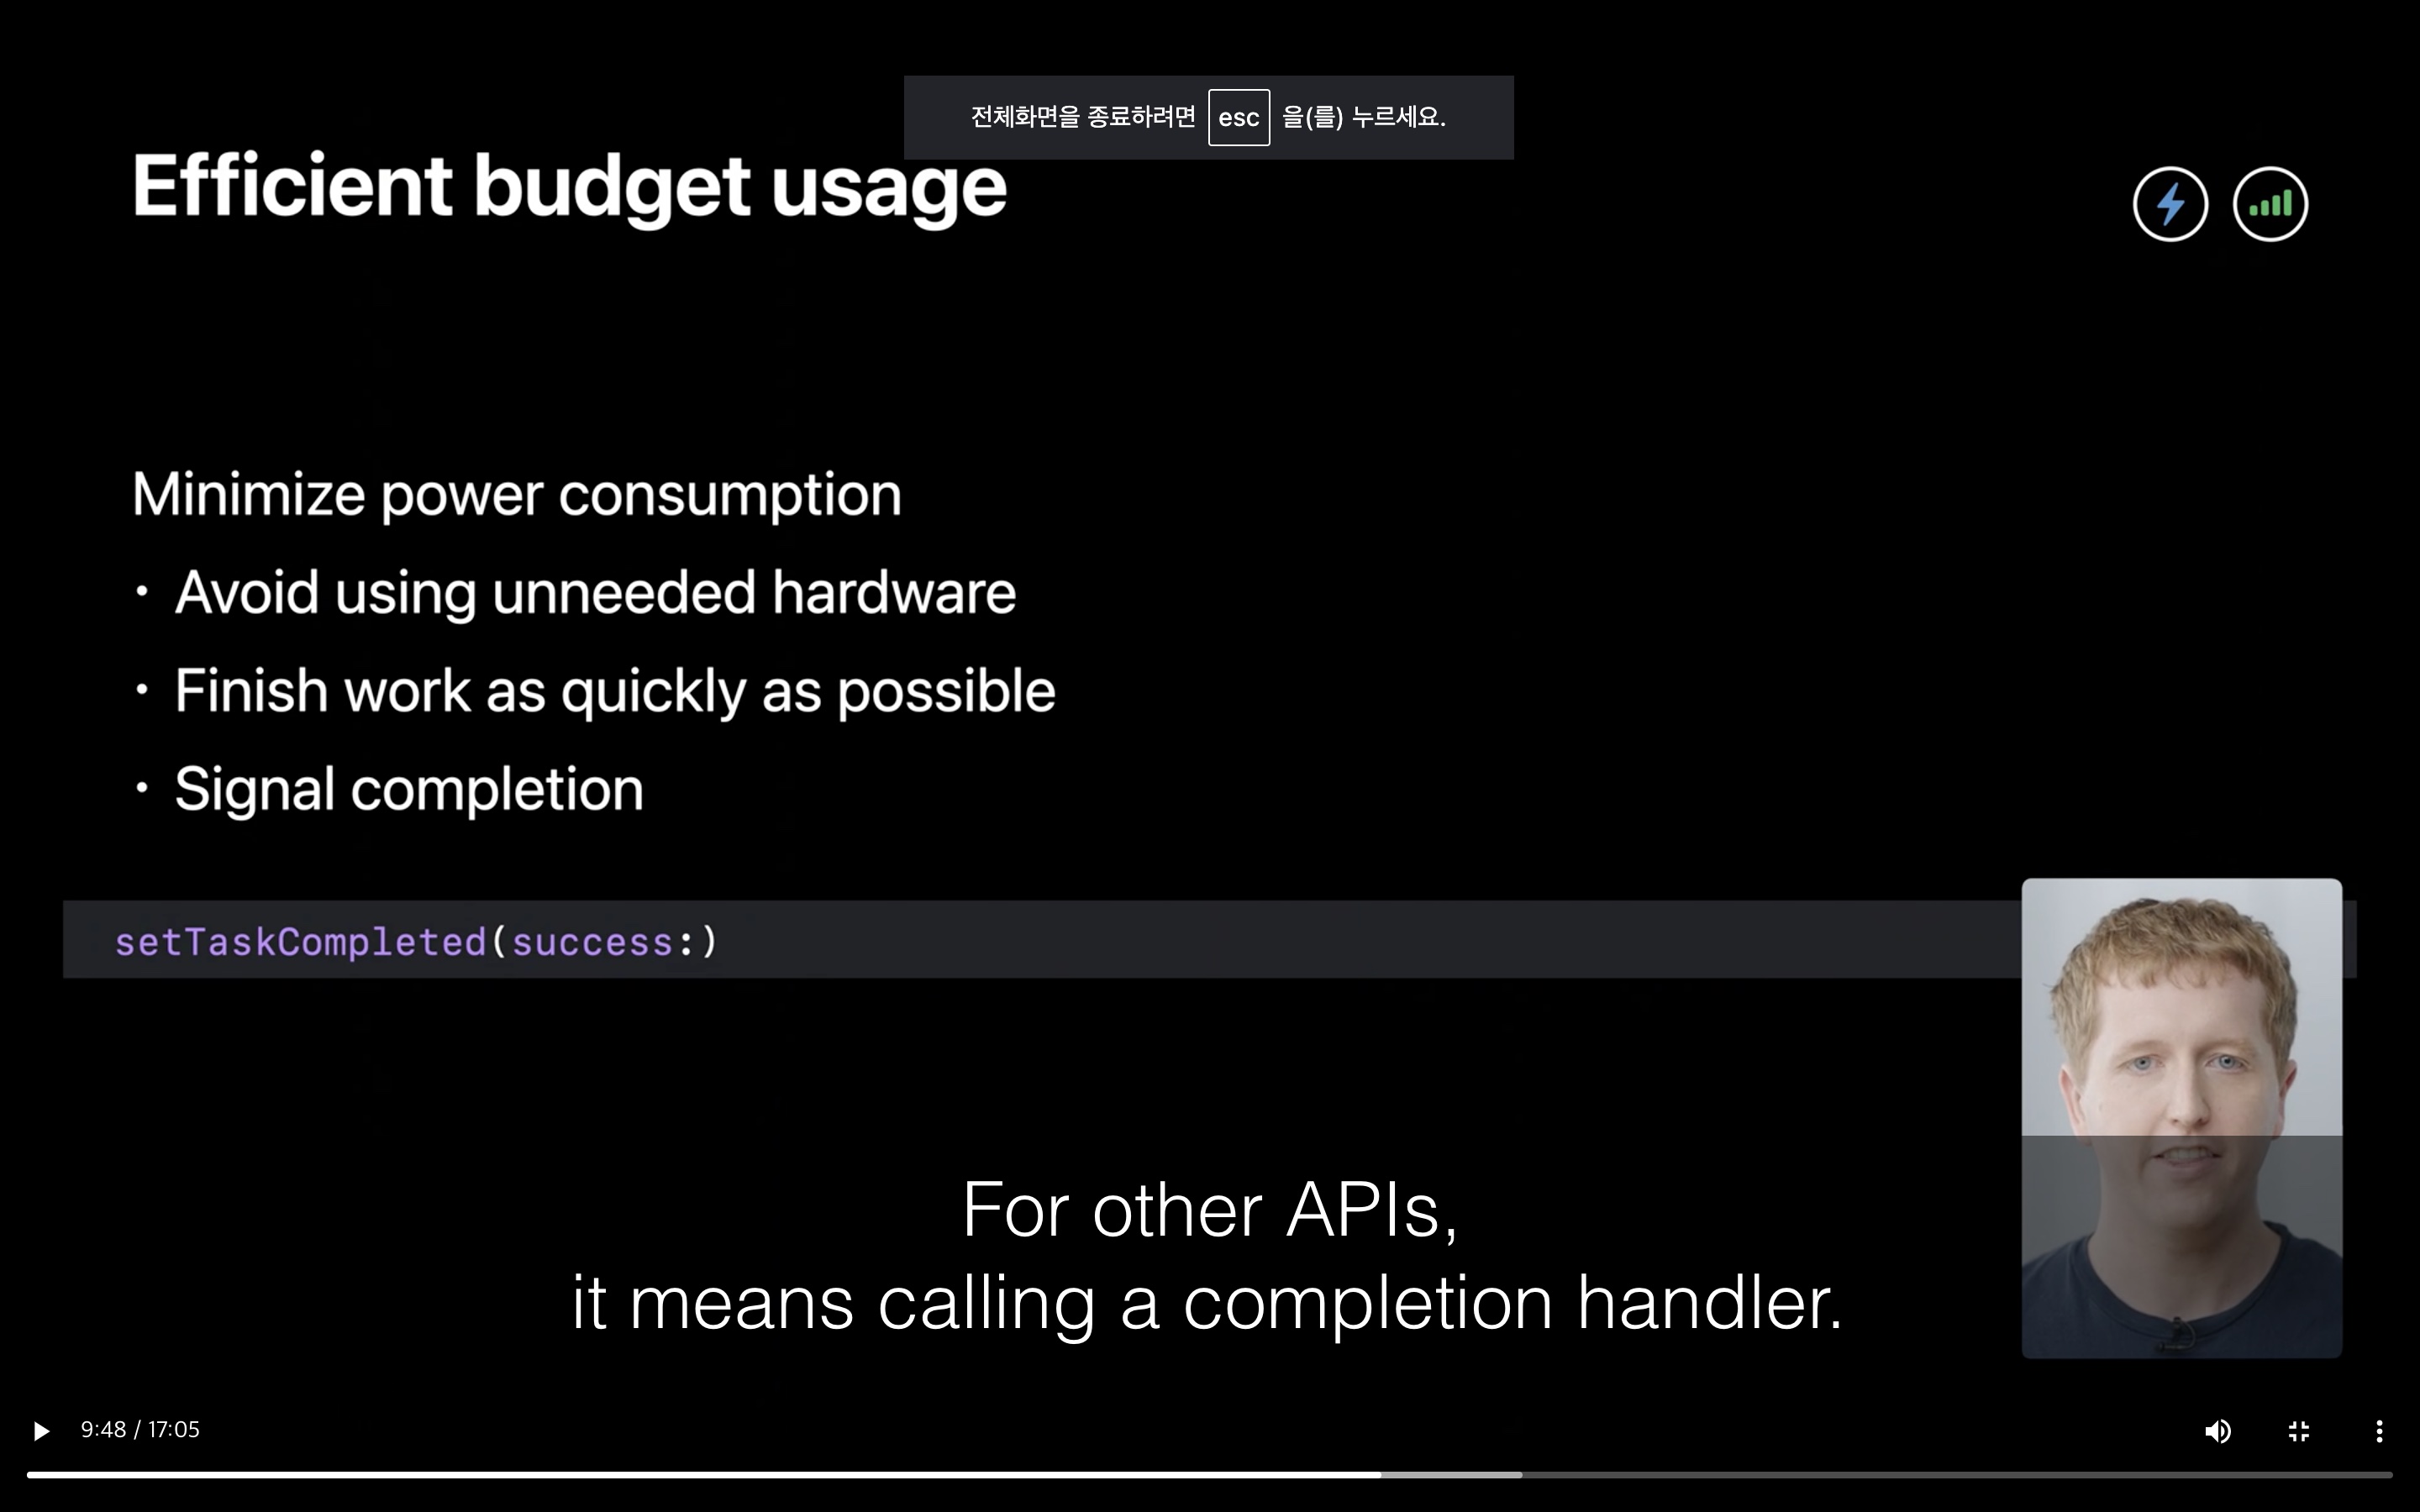 전체화면을 종료하려면 esc 을(를) 누르세요.
Efficient budget usage
Minimize power consumption
• Avoid using unneeded hardware
• Finish work as quickly as possible
• Signal completion
setTaskCompleted(success:)
For other APIs,
it means calling a completion handler.
9:48 / 17:05